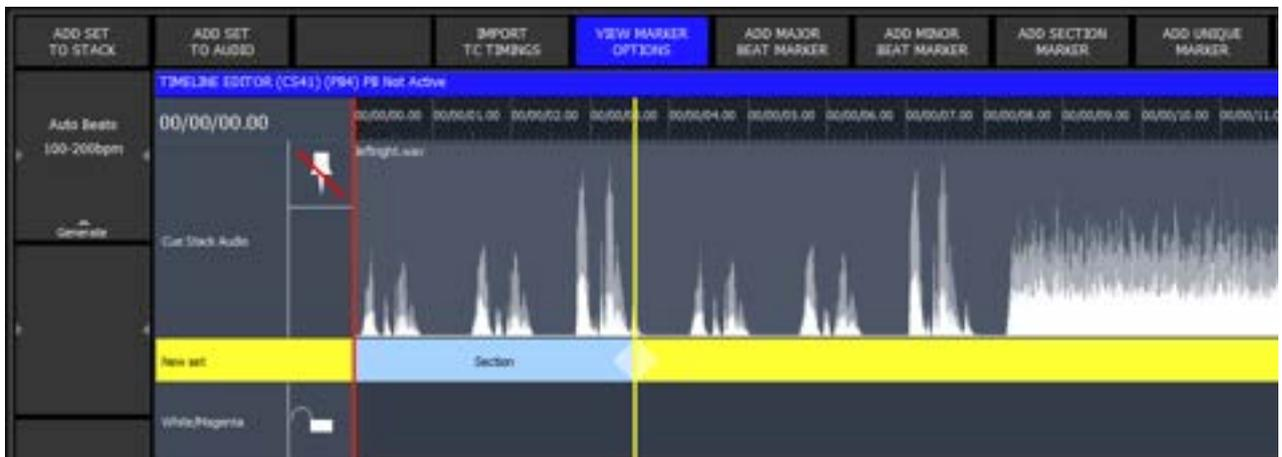 ADD SET
TO STACK
ADD SET
TO AUDIO
IMPORT
TC TIMINGS
VIEW MARKER
OPTIONS
ADD MAJOR
BEAT MARKER
ADD MINOR
BEAT MARKER
ADD SECTION
MARKER
ADD UNIQUE
MARKER
TIMELINE EDITOR (CS41) (P84) PB Not Active
Auto Beats
100-200bpm
Generate
00/00/00.00
00/00/00.00 00/00/01.00 00/00/02.00 00/00/04.00 00/00/05.00 00/00/06.00 00/00/07.00 00/00/08.00 00/00/09.00 00/00/10.00
leftright.wav
Cue Stack Audio
New set
Section
White/Magenta